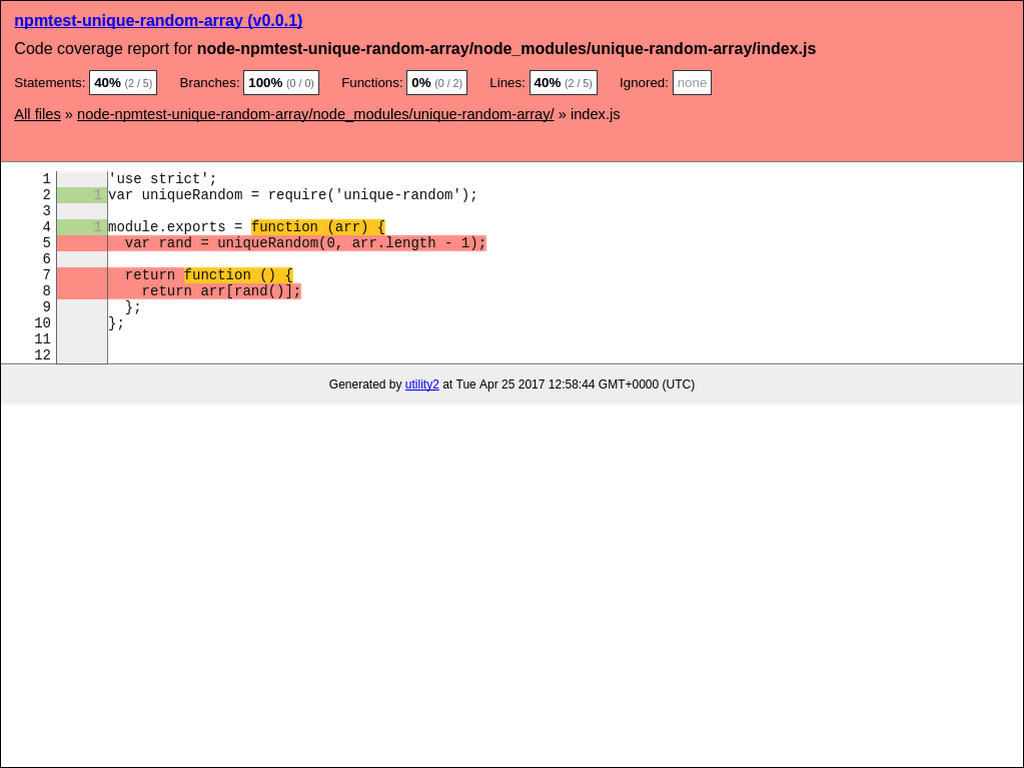 npmtest-unique-random-array (v0.0.1)
Code coverage report for node-npmtest-unique-random-array/node_modules/unique-random-array/index.js
Statements: 40% (2 / 5) Branches: 100% (0 / 0) Functions: 0% (0 / 2) Lines: 40% (2 / 5) Ignored: none
All files » node-npmtest-unique-random-array/node_modules/unique-random-array/ » index.js
1 'use strict';
2 1 var uniqueRandom = require('unique-random');
3
4 1 module.exports = function (arr) {
5   var rand = uniqueRandom(0, arr.length - 1);
6
7   return function () {
8     return arr[rand()];
9   };
10 };
11
12
Generated by utility2 at Tue Apr 25 2017 12:58:44 GMT+0000 (UTC)